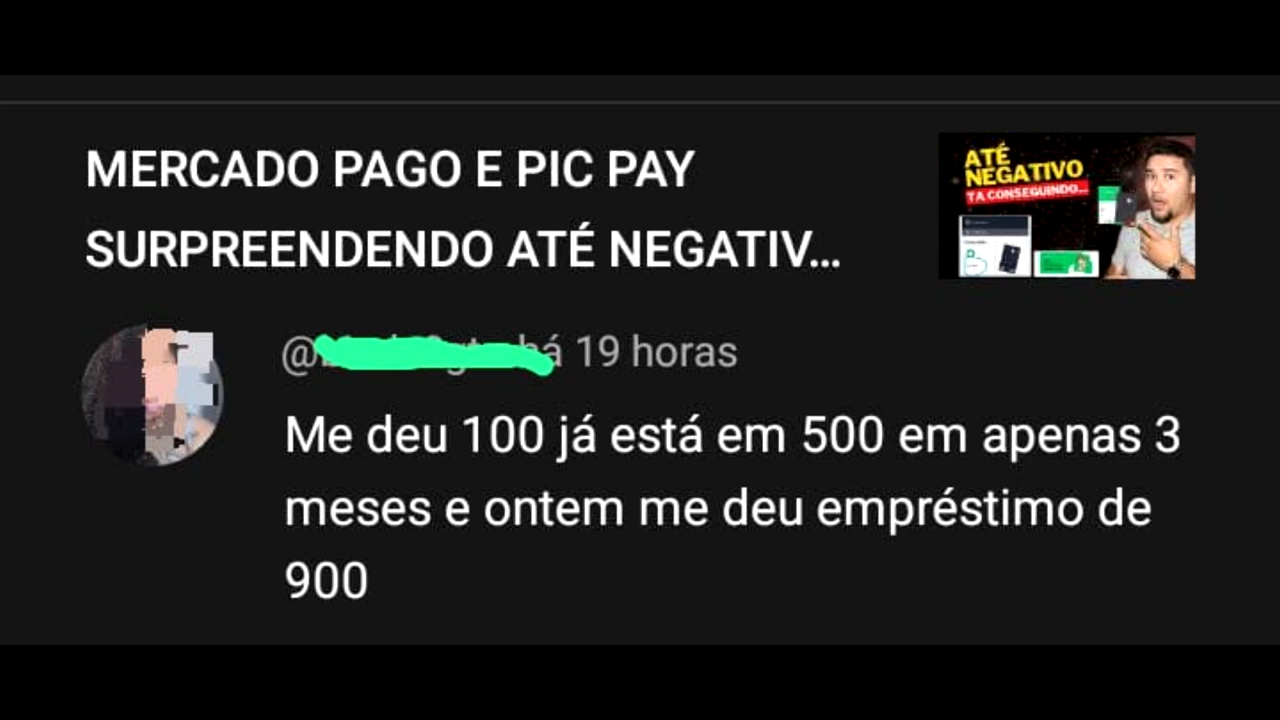 MERCADO PAGO E PIC PAY
SURPREENDENDO ATÉ NEGATIV...
ATÉ
NEGATIVO
TA CONSEGUINDO...
@ há 19 horas
Me deu 100 já está em 500 em apenas 3
meses e ontem me deu empréstimo de
900